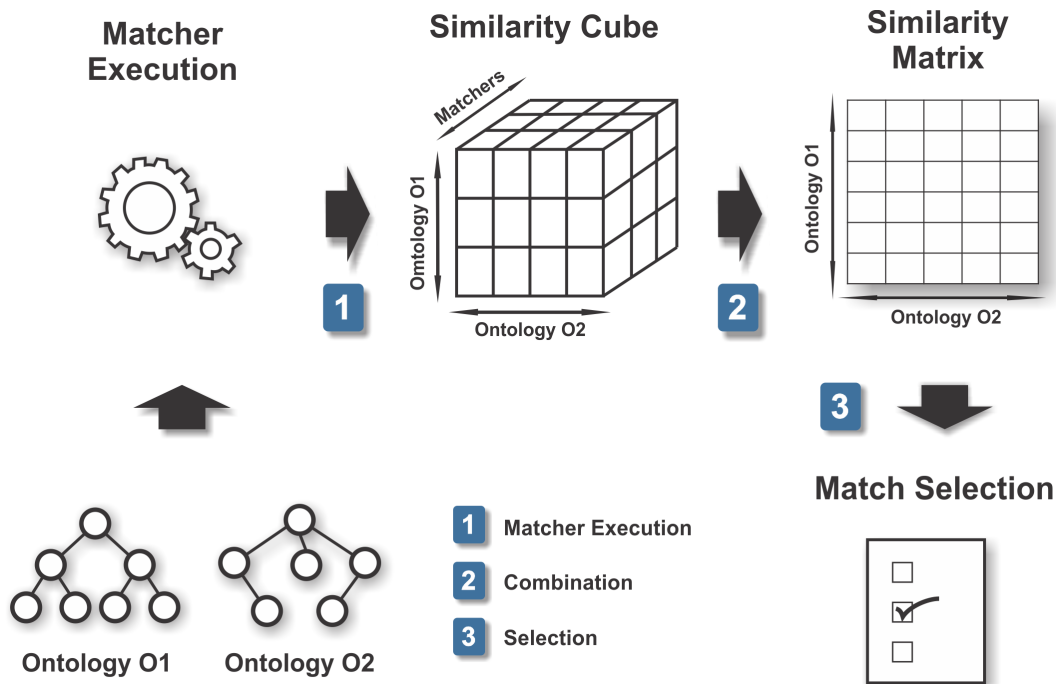 Matcher
Execution
Similarity Cube
Similarity
Matrix
Matchers
Omtology O1
Ontology O2
Ontology O1
Ontology O2
1
2
3
Match Selection
1 Matcher Execution
2 Combination
3 Selection
Ontology O1
Ontology O2